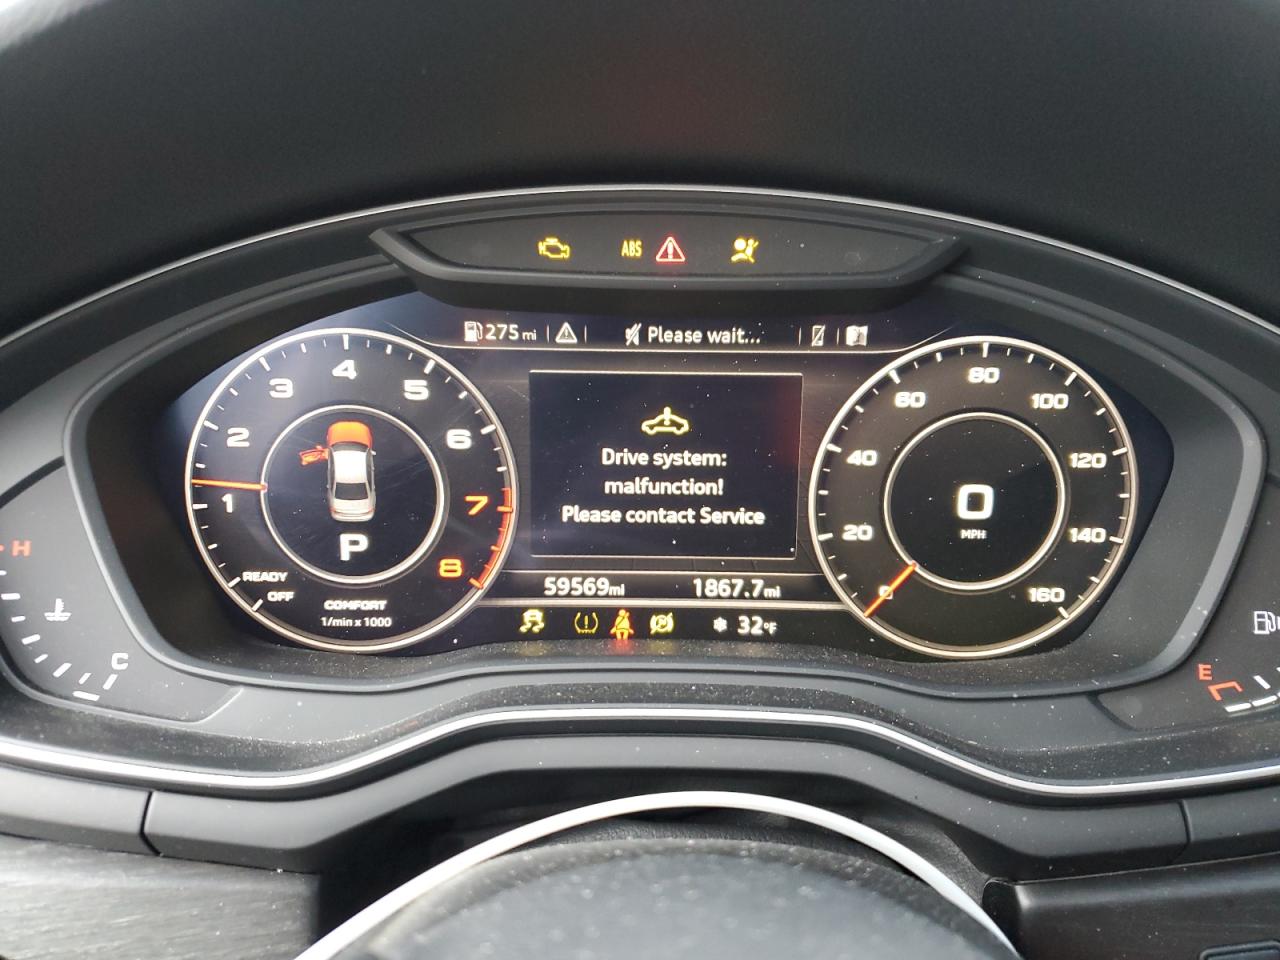 ABS
275 mi
Please wait...
1
2
3
4
5
6
7
8
READY
OFF
P
COMFORT
1/min x 1000
Drive system:
malfunction!
Please contact Service
59569mi
1867.7mi
32°F
0
20
40
60
80
100
120
140
160
0
MPH
H
C
E